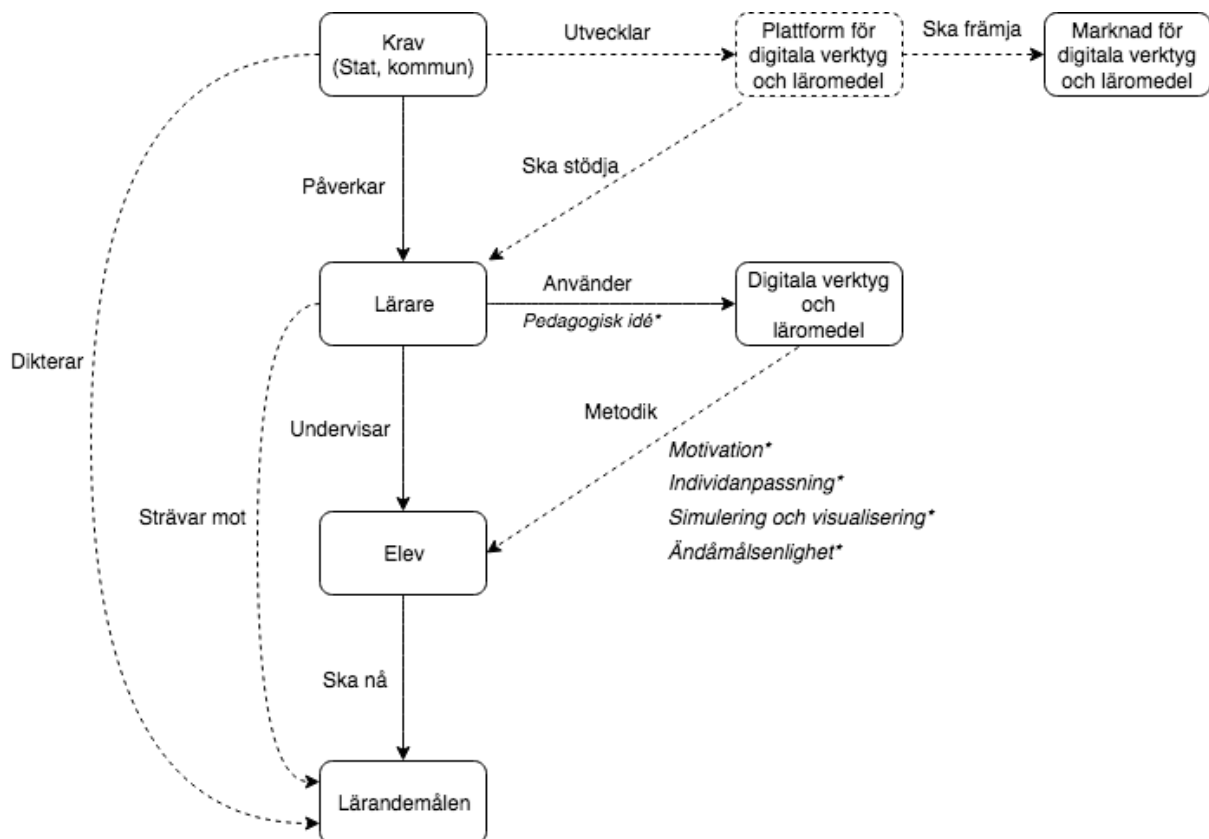 Krav
(Stat, kommun)
Utvecklar
Plattform för
digitala verktyg
och läromedel
Ska främja
Marknad för
digitala verktyg
och läromedel
Ska stödja
Påverkar
Lärare
Använder
Pedagogisk idé*
Digitala verktyg
och
läromedel
Dikterar
Undervisar
Metodik
Motivation*
Individanpassning*
Simulering och visualisering*
Ändåmålsenlighet*
Strävar mot
Elev
Ska nå
Lärandemålen